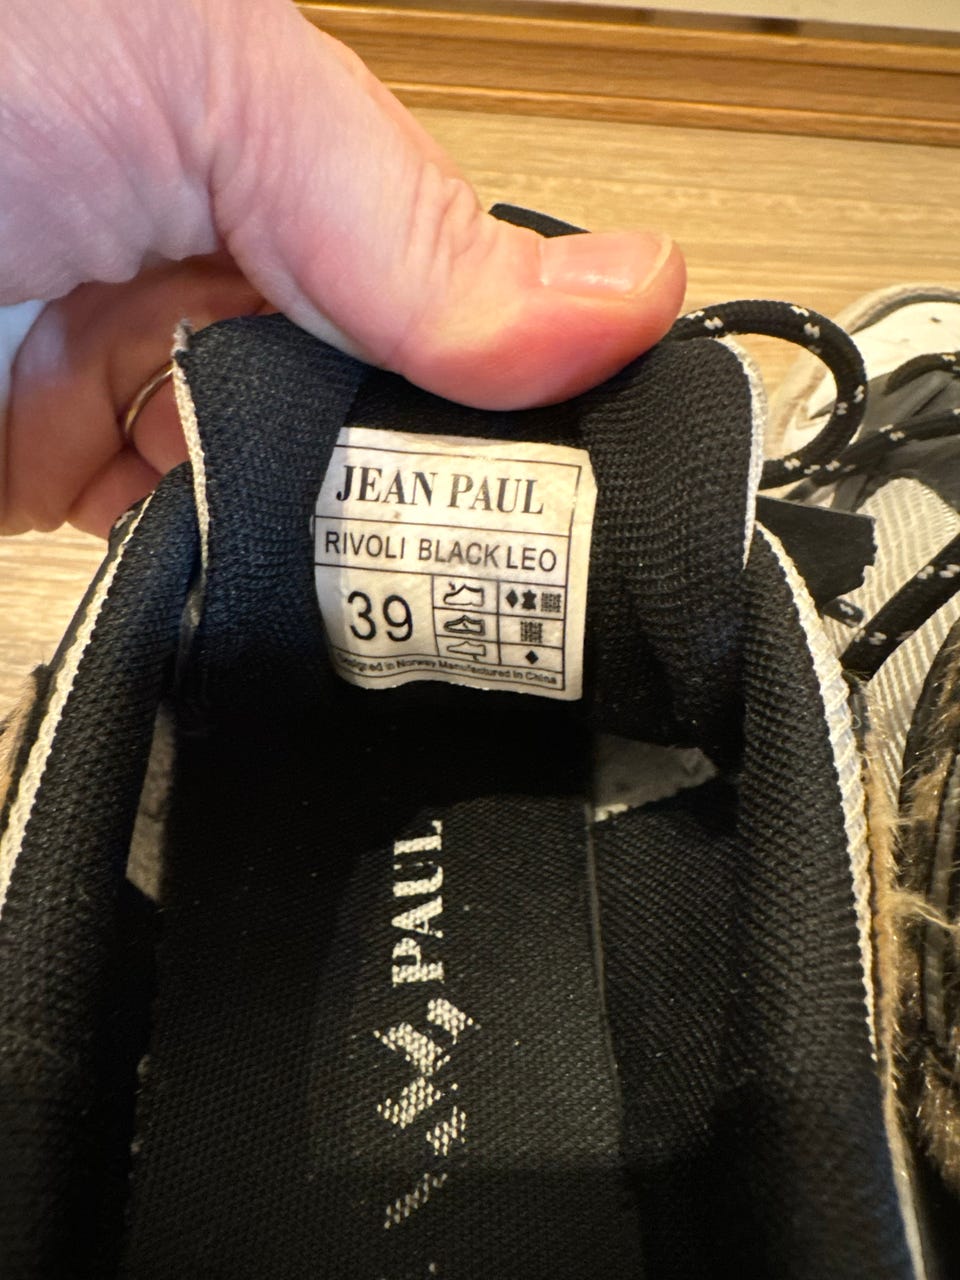 JEAN PAUL
RIVOLI BLACK LEO
39
Designed in Norway Manufactured in China
PAUL